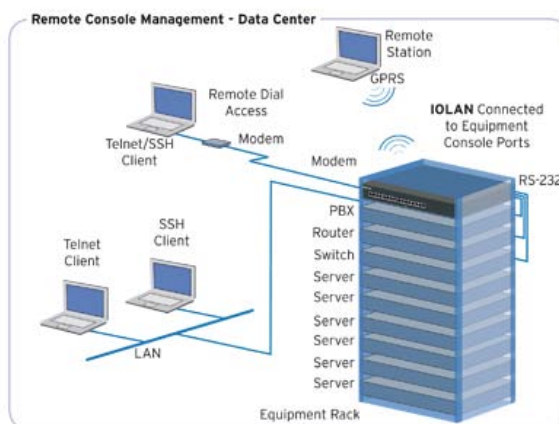 Remote Console Management - Data Center
Remote
Station
GPRS
Remote Dial
Access
Modem
Telnet/SSH
Client
IOLAN Connected
to Equipment
Console Ports
Modem
RS-232
PBX
Router
Switch
Server
Server
Server
Server
Server
Server
Equipment Rack
SSH
Client
Telnet
Client
LAN